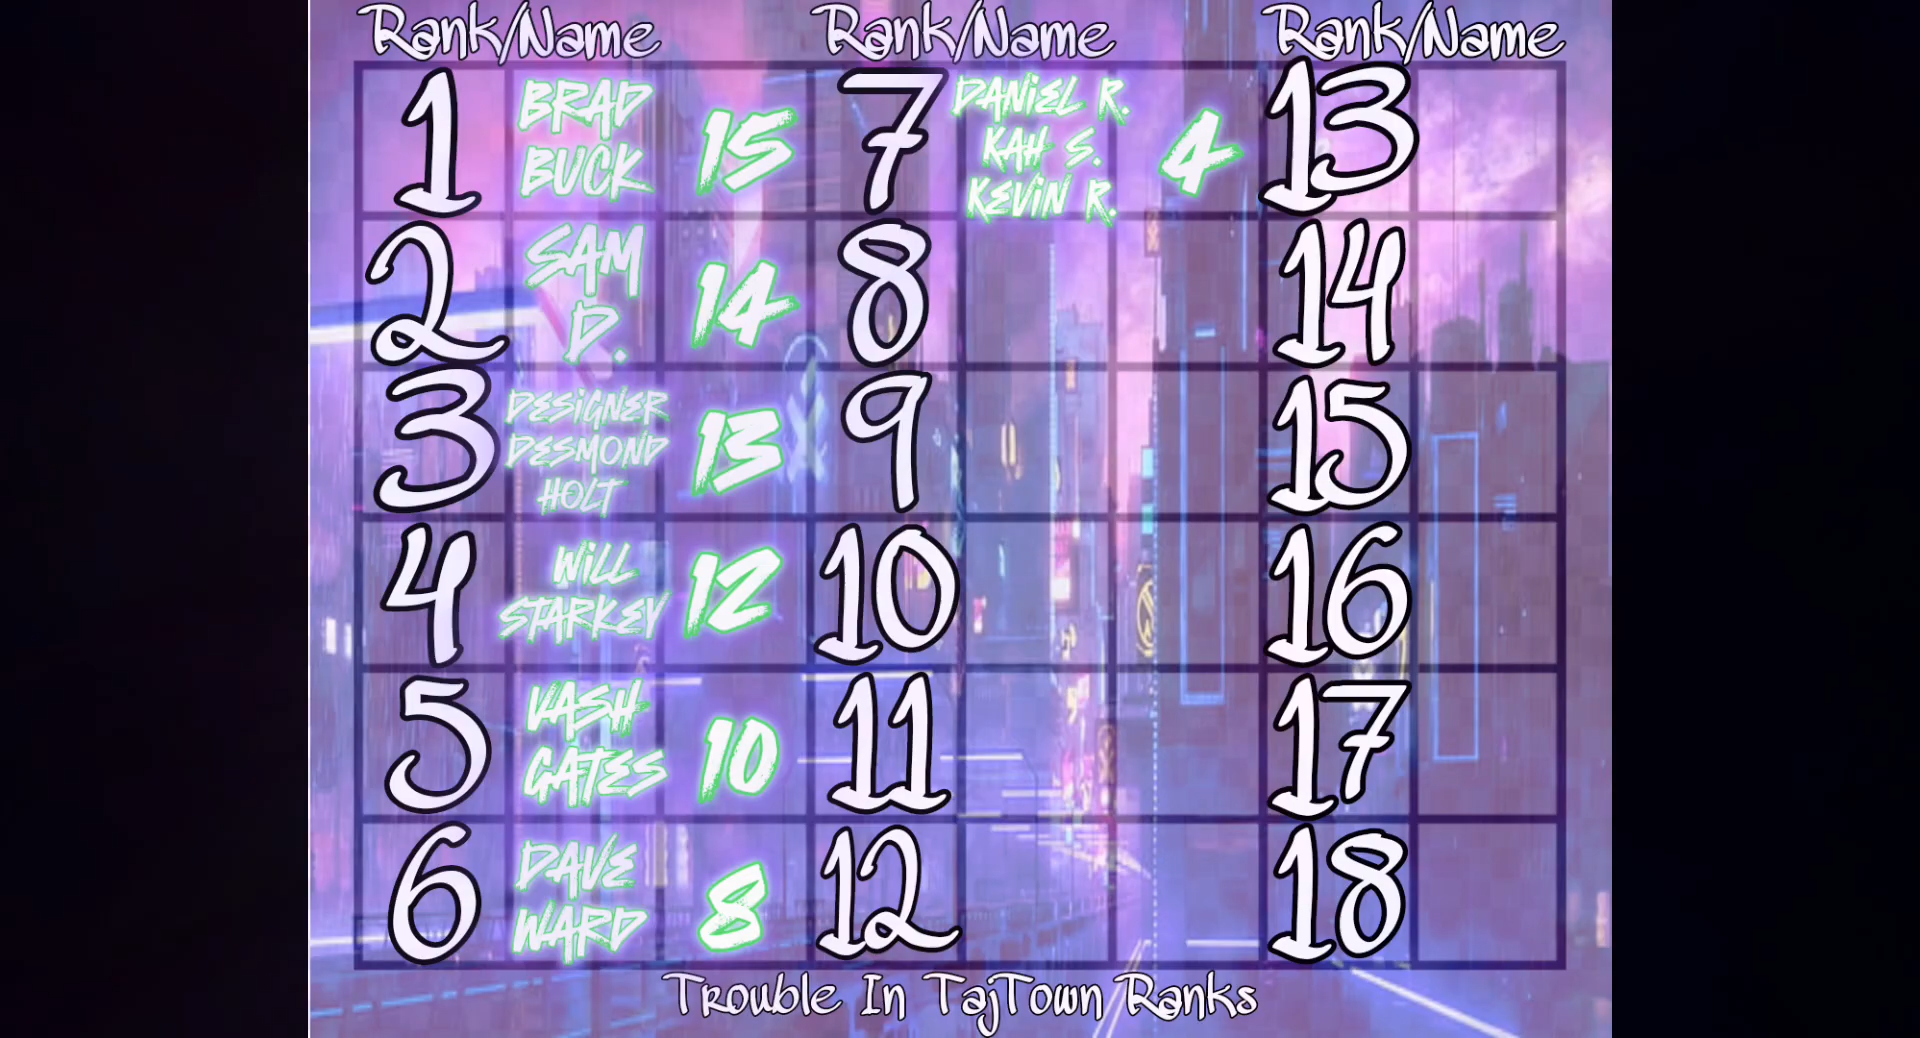 Rank/Name Rank/Name Rank/Name
1 BRAD BUCK 15 7 DANIEL R. KAH S. KEVIN R. 4 13
2 SAM D. 14 8 14
3 DESIGNER DESMOND HOLT 13 9 15
4 WILL STARKEY 12 10 16
5 VASH GATES 10 11 17
6 DAVE WARD 8 12 18
Trouble In TajTown Ranks